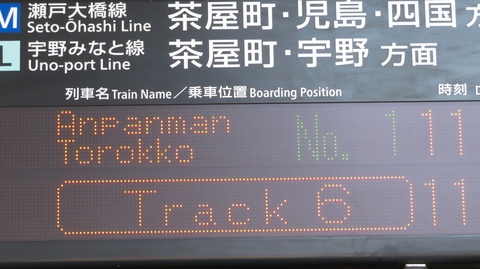 M 瀬戸大橋線 茶屋町・児島・四国
Seto-Ohashi Line
L 宇野みなと線 茶屋町・宇野 方面
Uno-port Line
列車名 Train Name／乗車位置 Boarding Position 時刻
Anpanman
Torokko No. 1 11
Track 6 11